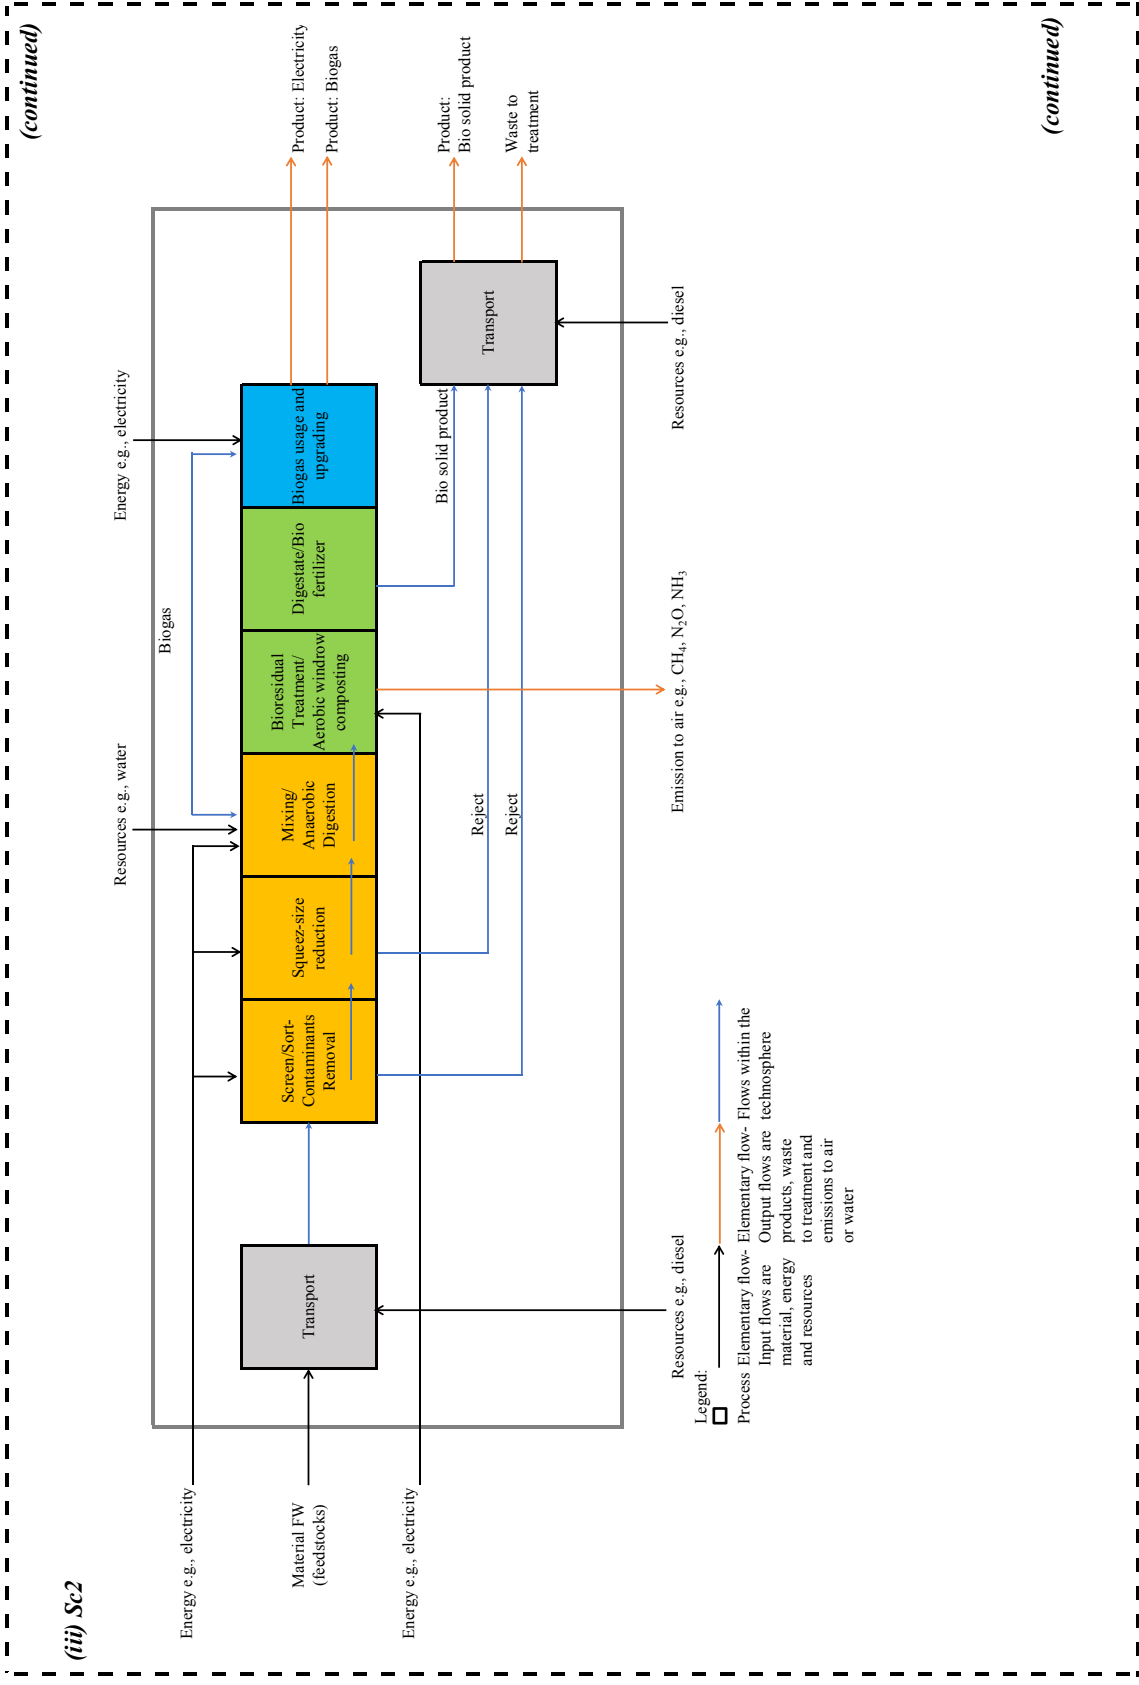 (iii) Sc2
(continued)
Energy e.g., electricity
Resources e.g., water
Energy e.g., electricity
Biogas
Material FW
(feedstocks)
Transport
Screen/Sort-
Contaminants
Removal
Squeez-size
reduction
Mixing/
Anaerobic
Digestion
Bioresidual
Treatment/
Aerobic windrow
composting
Digestate/Bio
fertilizer
Biogas usage and
upgrading
Product: Electricity
Product: Biogas
Energy e.g., electricity
Bio solid product
Reject
Reject
Transport
Product:
Bio solid product
Waste to
treatment
Resources e.g., diesel
Emission to air e.g., CH₄, N₂O, NH₃
Resources e.g., diesel
Legend:
Process
Elementary flow-
Input flows are
material, energy
and resources
Elementary flow-
Output flows are
products, waste
to treatment and
emissions to air
or water
Flows within the
technosphere
(continued)